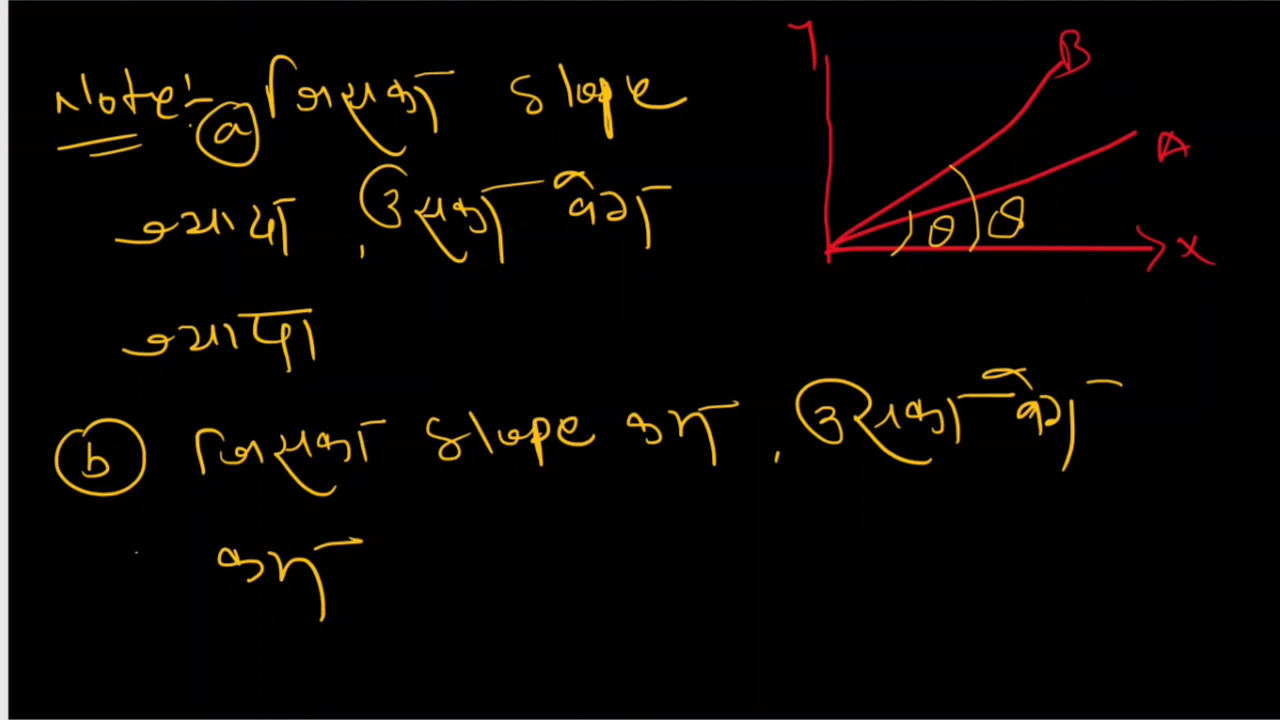 Note:- (a) जिसका slope
ज्यादा, उसका वेग
ज्यादा
(b) जिसका slope कम, उसका वेग
कम
Y
B
A
θ θ
X